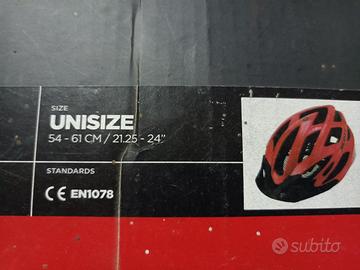 SIZE
UNISIZE
54 - 61 CM / 21.25 - 24"
STANDARDS
CE EN1078
subito